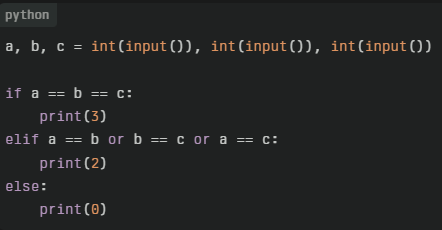 python
a, b, c = int(input()), int(input()), int(input())
if a == b == c:
    print(3)
elif a == b or b == c or a == c:
    print(2)
else:
    print(0)